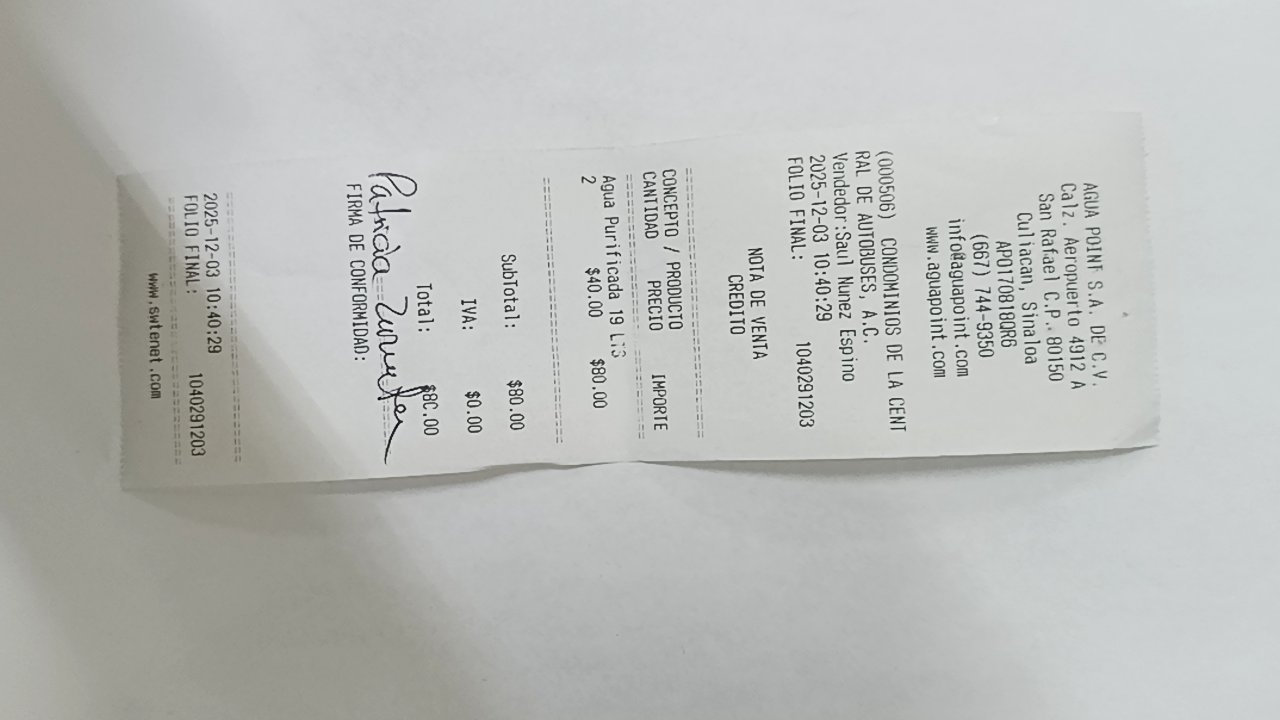 AGUA POINT S.A. DE C.V.
Calz. Aeropuerto 4912 A
San Rafael C.P. 80150
Culiacan, Sinaloa
APO170818QR6
(667) 744-9350
info@aguapoint.com
www.aguapoint.com
(000506) CONDOMINIOS DE LA CENT
RAL DE AUTOBUSES, A.C.
Vendedor:Saul Nunez Espino
2025-12-03 10:40:29
FOLIO FINAL: 1040291203
NOTA DE VENTA
CREDITO
CONCEPTO / PRODUCTO
CANTIDAD PRECIO IMPORTE
Agua Purificada 19 Lts
2 $40.00 $80.00
SubTotal: $80.00
IVA: $0.00
Total: $80.00
Patricia
FIRMA DE CONFORMIDAD:
2025-12-03 10:40:29
FOLIO FINAL: 1040291203
www.swtenet.com